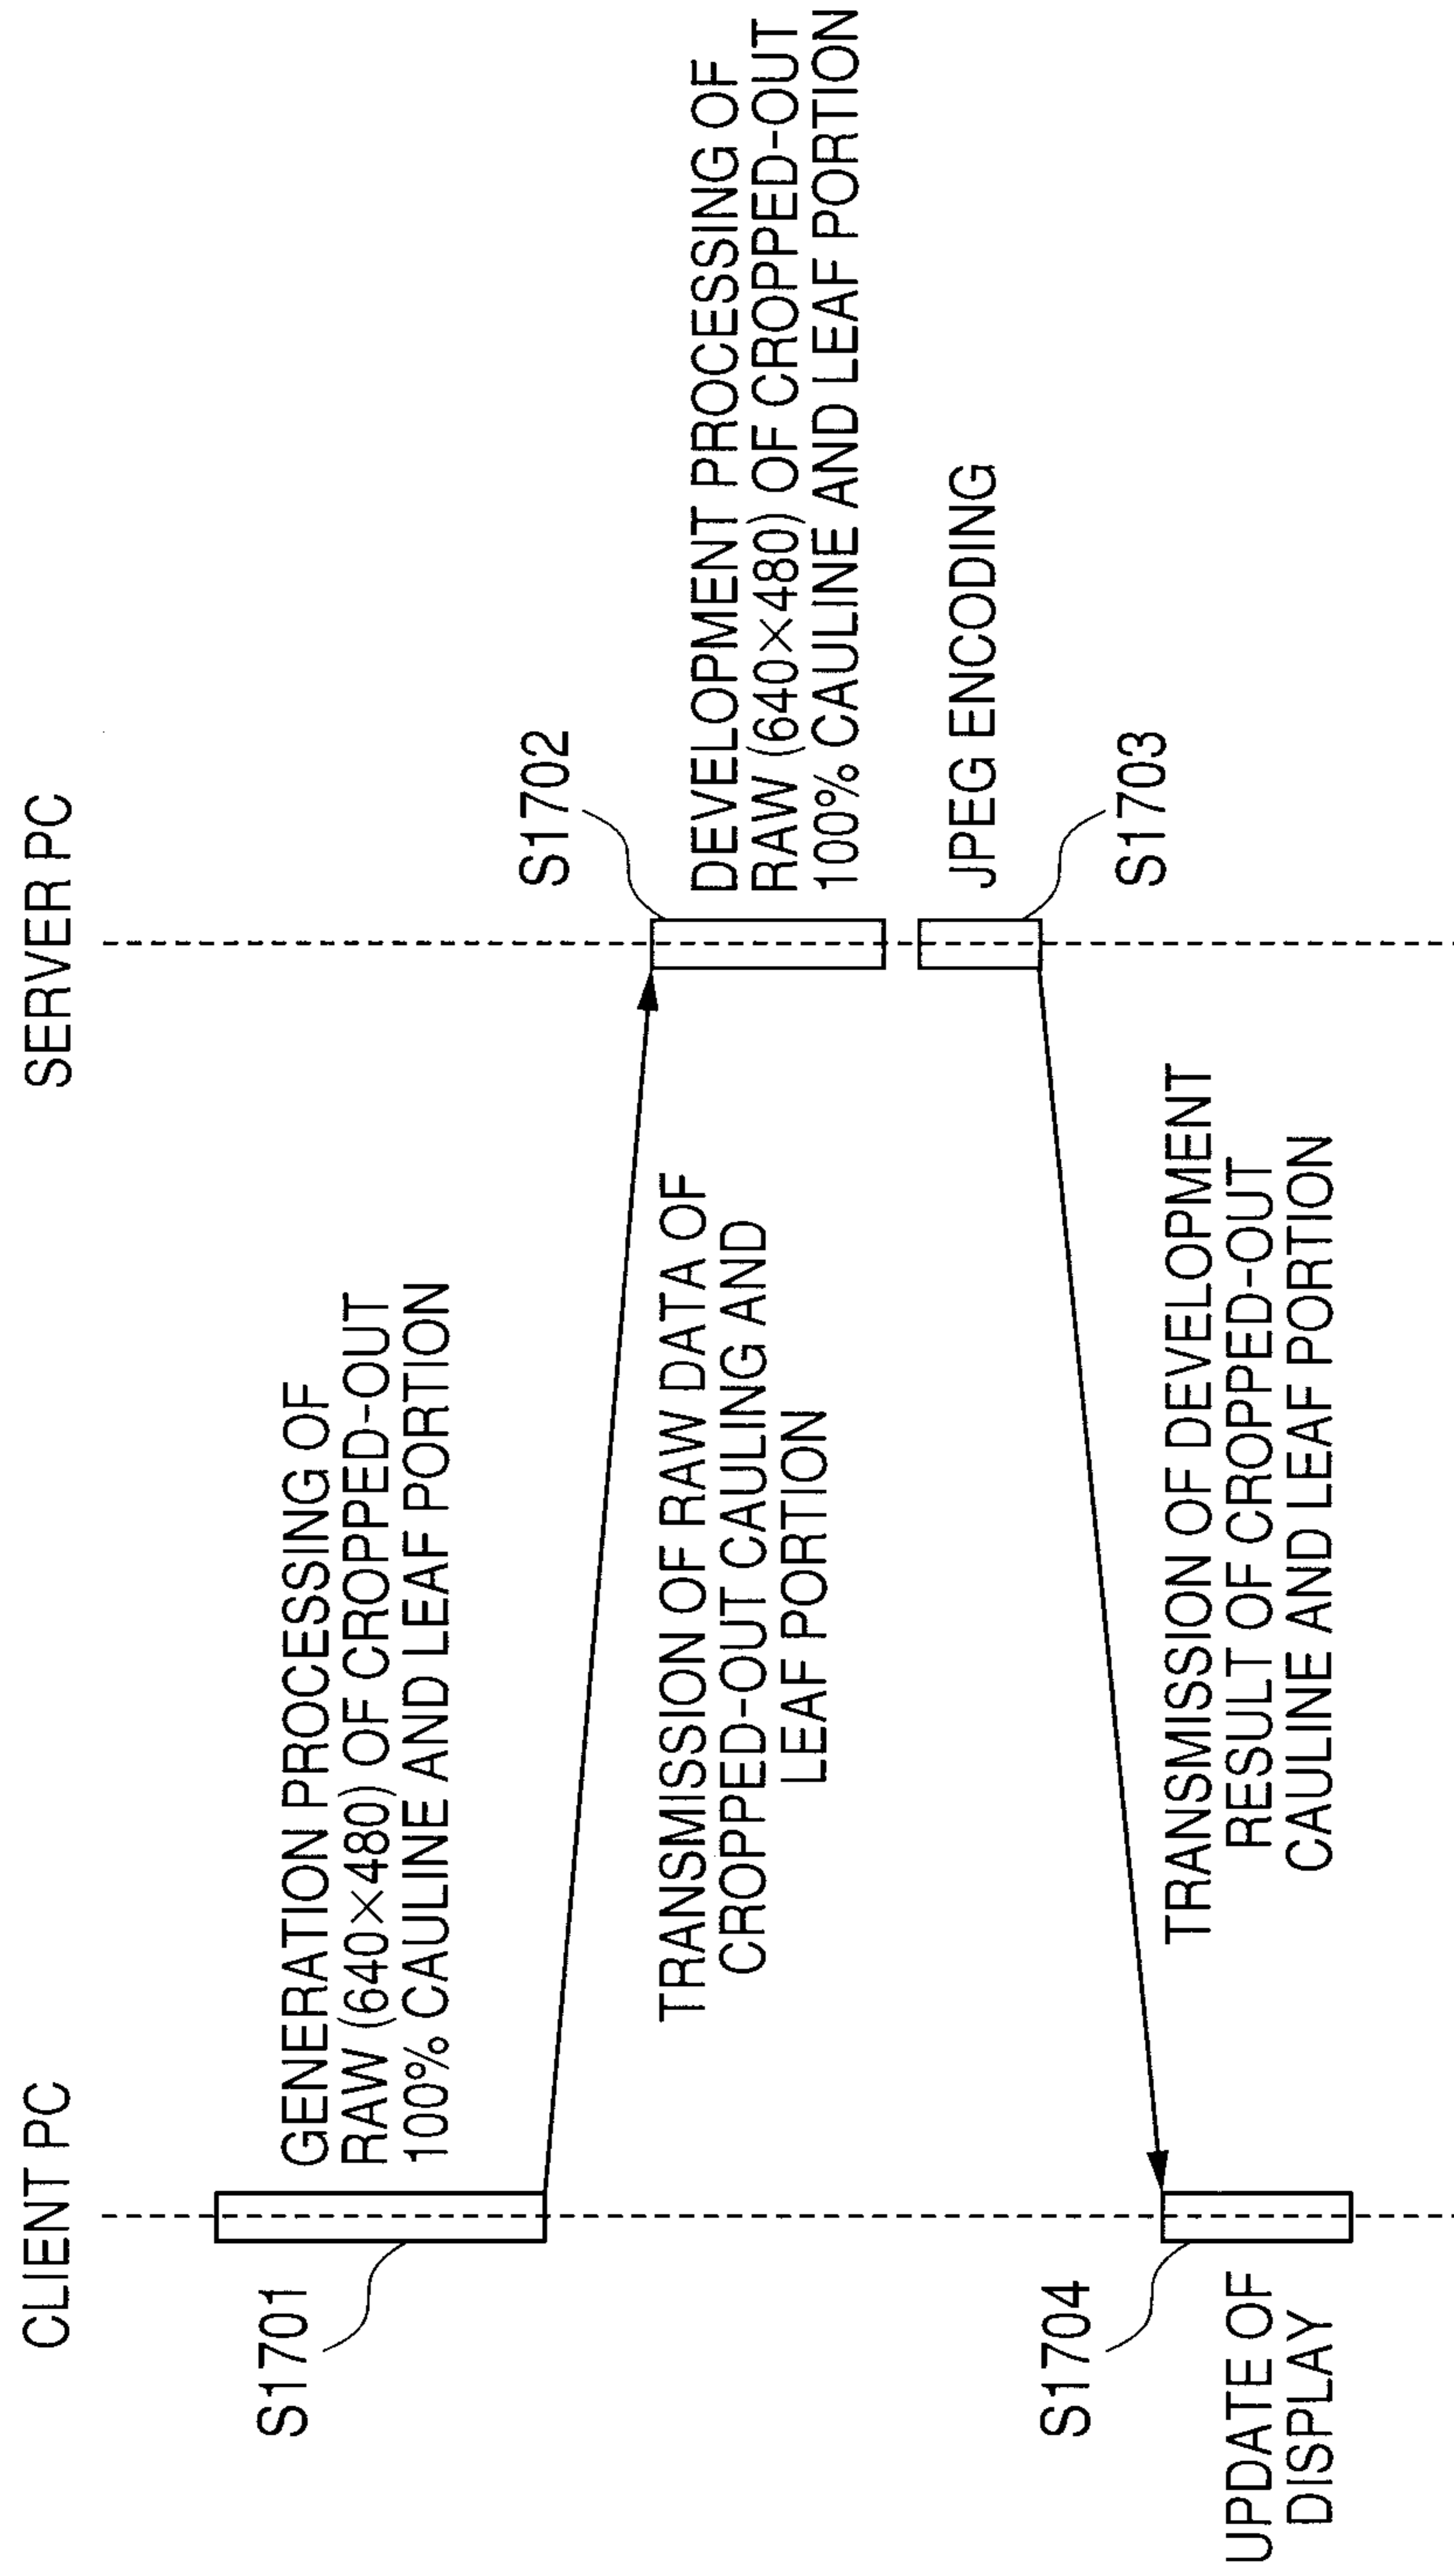 CLIENT PC
SERVER PC
S1701
GENERATION PROCESSING OF
RAW (640×480) OF CROPPED-OUT
100% CAULINE AND LEAF PORTION
S1702
DEVELOPMENT PROCESSING OF
RAW (640×480) OF CROPPED-OUT
100% CAULINE AND LEAF PORTION
TRANSMISSION OF RAW DATA OF
CROPPED-OUT CAULING AND
LEAF PORTION
JPEG ENCODING
S1703
S1704
UPDATE OF
DISPLAY
TRANSMISSION OF DEVELOPMENT
RESULT OF CROPPED-OUT
CAULINE AND LEAF PORTION